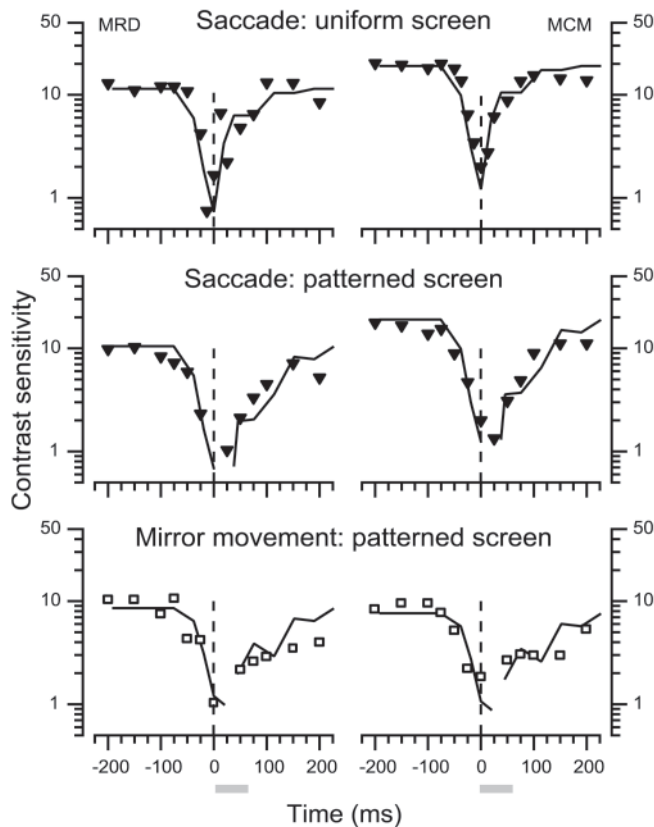 MRD Saccade: uniform screen MCM
50 50
10 10
1 1
Saccade: patterned screen
50 50
10 10
1 1
Contrast sensitivity
Mirror movement: patterned screen
50 50
10 10
1 1
-200 -100 0 100 200 -200 -100 0 100 200
Time (ms)